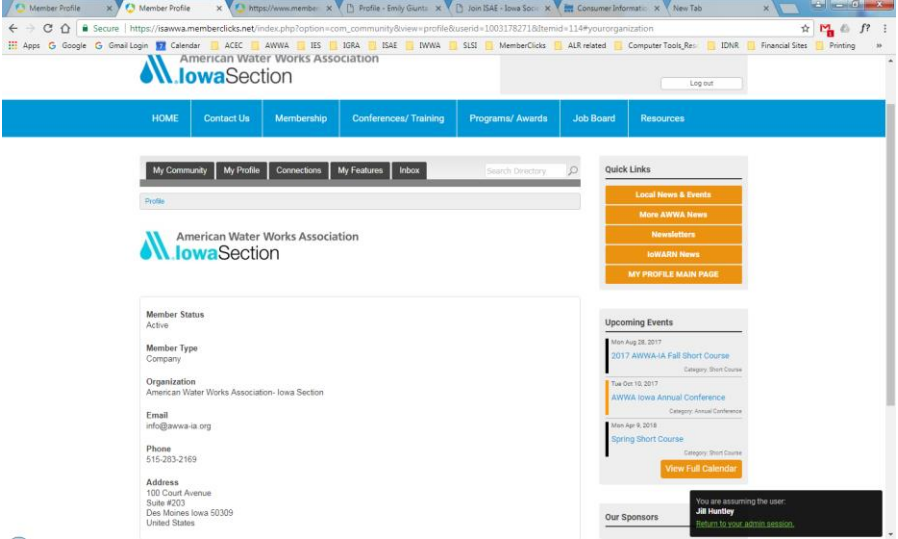 Member Profile
Member Profile
https://www.member
Profile - Emily Giunta
Join ISAE - Iowa Soci
Consumer Informatio
New Tab
Secure | https://isawwa.memberclicks.net/index.php?option=com_community&view=profile&userid=1003178271&Itemid=114#yourorganization
Apps Google Gmail Login Calendar ACEC AWWA IES IGRA ISAE IWWA SLSI MemberClicks ALR related Computer Tools_Res IDNR Financial Sites Printing »
American Water Works Association
IowaSection
Log out
HOME Contact Us Membership Conferences/ Training Programs/ Awards Job Board Resources
My Community My Profile Connections My Features Inbox Search Directory
Profile
American Water Works Association
IowaSection
Member Status
Active
Member Type
Company
Organization
American Water Works Association- Iowa Section
Email
info@awwa-ia.org
Phone
515-283-2169
Address
100 Court Avenue
Suite #203
Des Moines Iowa 50309
United States
Quick Links
Local News & Events
More AWWA News
Newsletters
IoWARN News
MY PROFILE MAIN PAGE
Upcoming Events
Mon Aug 28, 2017
2017 AWWA-IA Fall Short Course
Category: Short Course
Tue Oct 10, 2017
AWWA Iowa Annual Conference
Category: Annual Conference
Mon Apr 9, 2018
Spring Short Course
Category: Short Course
View Full Calendar
Our Sponsors
You are assuming the user:
Jill Huntley
Return to your admin session.